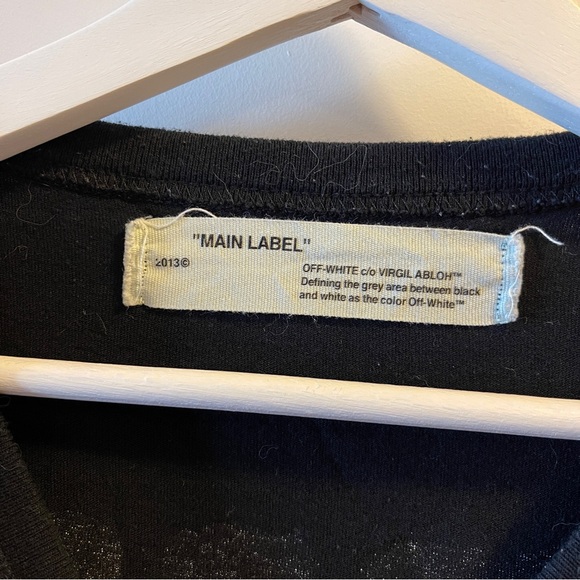 "MAIN LABEL"
2013©
OFF-WHITE c/o VIRGIL ABLOH™
Defining the grey area between black
and white as the color Off-White™